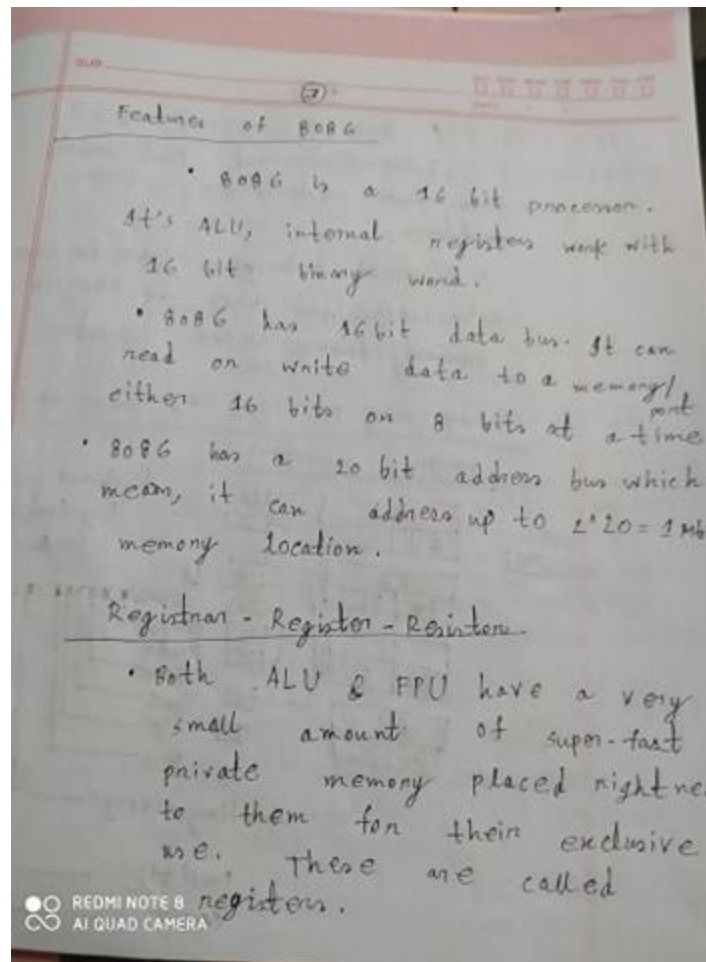 SUB
(7)
Features of 8086
• 8086 is a 16 bit processor.
It's ALU, internal registers work with
16 bit binary word.
• 8086 has 16 bit data bus. It can
read or write data to a memory/
port
either 16 bits or 8 bits at a time
• 8086 has a 20 bit address bus which
means, it can address up to 2^20 = 1 Mb
memory location.
Registrar - Register - Resistor
• Both ALU & FPU have a very
small amount of super-fast
private memory placed right ne
to them for their exclusive
use. These are called
registers.
REDMI NOTE 8
AI QUAD CAMERA